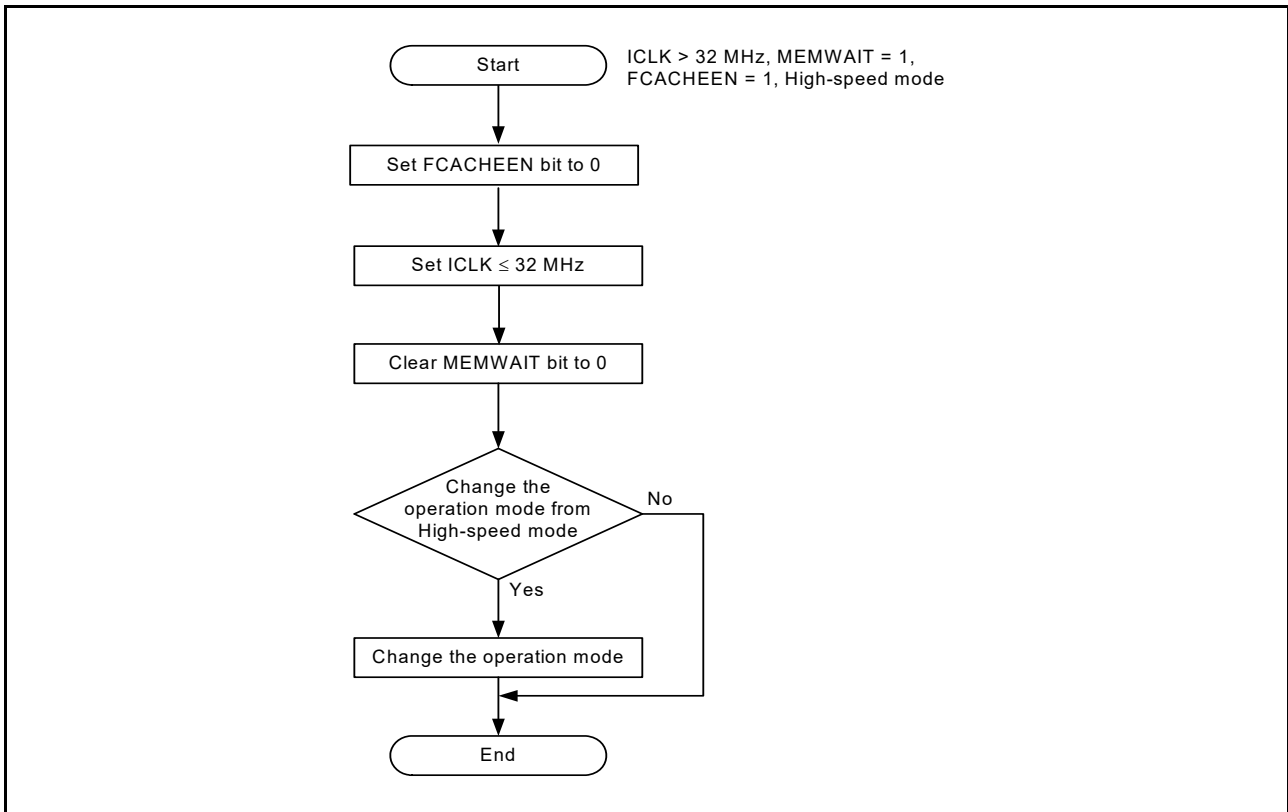 Start
ICLK > 32 MHz, MEMWAIT = 1,
FCACHEEN = 1, High-speed mode
Set FCACHEEN bit to 0
Set ICLK ≤ 32 MHz
Clear MEMWAIT bit to 0
Change the
operation mode from
High-speed mode
No
Yes
Change the operation mode
End